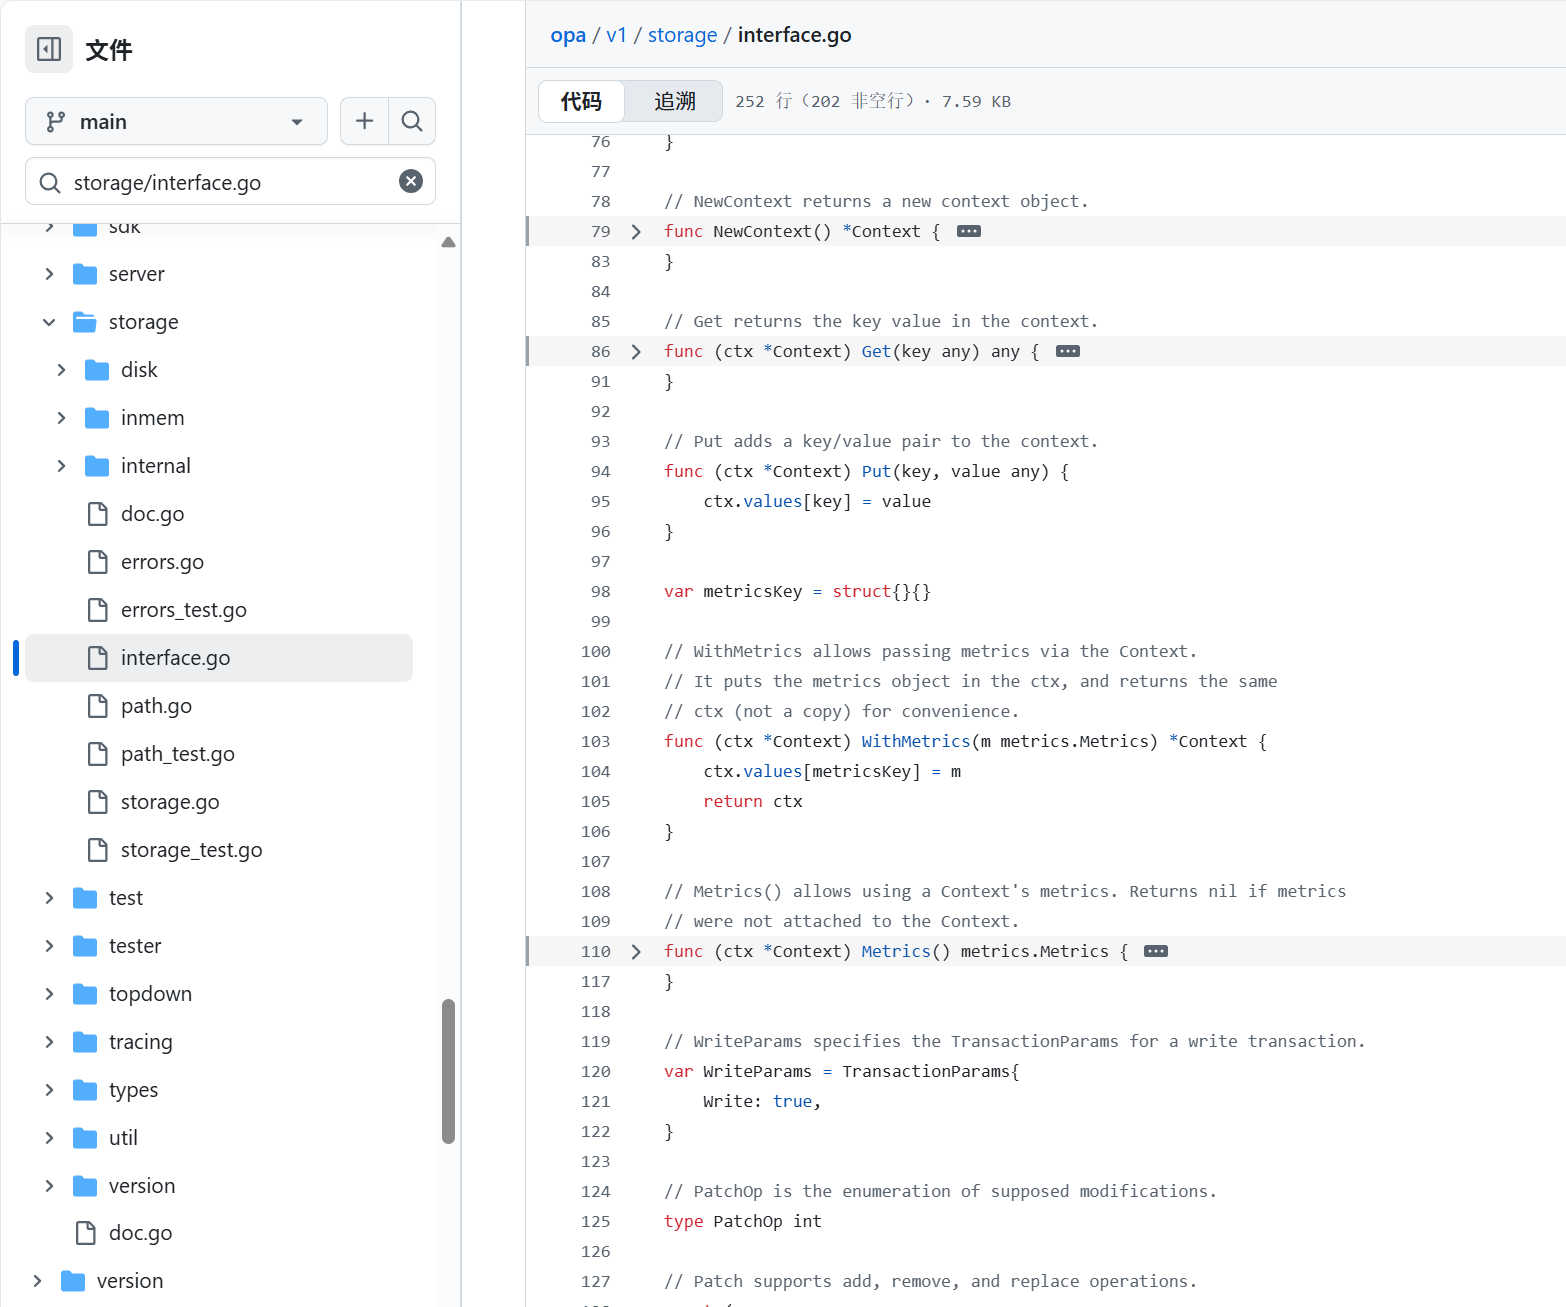 文件
main
storage/interface.go
sdk
server
storage
disk
inmem
internal
doc.go
errors.go
errors_test.go
interface.go
path.go
path_test.go
storage.go
storage_test.go
test
tester
topdown
tracing
types
util
version
doc.go
version
opa / v1 / storage / interface.go
代码 追溯 252 行 (202 非空行) · 7.59 KB
76 }
77
78 // NewContext returns a new context object.
79 func NewContext() *Context { ...
83 }
84
85 // Get returns the key value in the context.
86 func (ctx *Context) Get(key any) any { ...
91 }
92
93 // Put adds a key/value pair to the context.
94 func (ctx *Context) Put(key, value any) {
95 ctx.values[key] = value
96 }
97
98 var metricsKey = struct{}{}
99
100 // WithMetrics allows passing metrics via the Context.
101 // It puts the metrics object in the ctx, and returns the same
102 // ctx (not a copy) for convenience.
103 func (ctx *Context) WithMetrics(m metrics.Metrics) *Context {
104 ctx.values[metricsKey] = m
105 return ctx
106 }
107
108 // Metrics() allows using a Context's metrics. Returns nil if metrics
109 // were not attached to the Context.
110 func (ctx *Context) Metrics() metrics.Metrics { ...
117 }
118
119 // WriteParams specifies the TransactionParams for a write transaction.
120 var WriteParams = TransactionParams{
121 Write: true,
122 }
123
124 // PatchOp is the enumeration of supposed modifications.
125 type PatchOp int
126
127 // Patch supports add, remove, and replace operations.